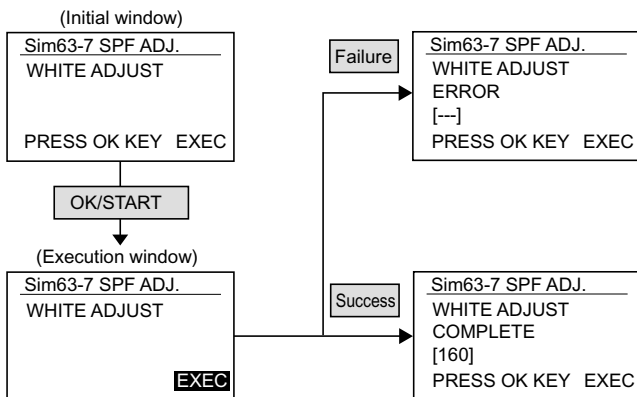 (Initial window)
Sim63-7 SPF ADJ.
WHITE ADJUST
PRESS OK KEY EXEC
OK/START
(Execution window)
Sim63-7 SPF ADJ.
WHITE ADJUST
EXEC
Failure
Sim63-7 SPF ADJ.
WHITE ADJUST
ERROR
[---]
PRESS OK KEY EXEC
Success
Sim63-7 SPF ADJ.
WHITE ADJUST
COMPLETE
[160]
PRESS OK KEY EXEC